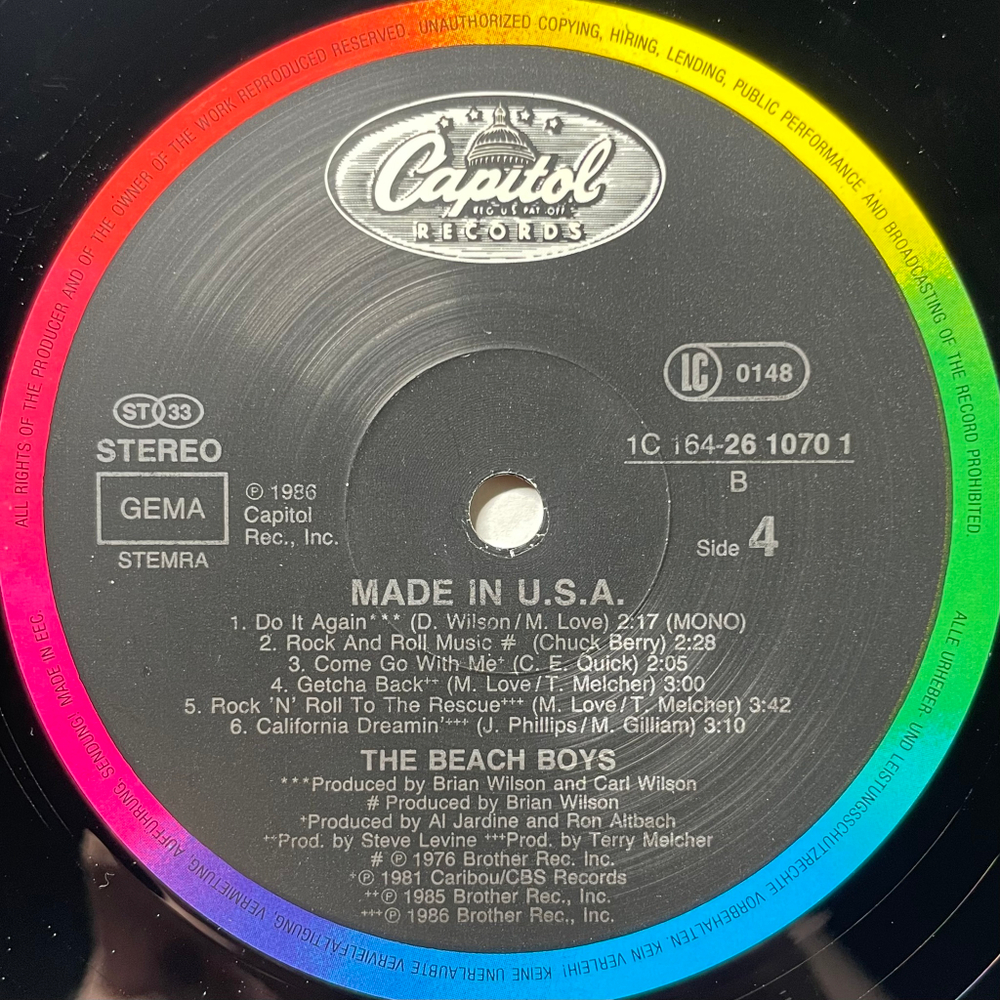 ALL RIGHTS OF THE PRODUCER AND OF THE OWNER OF THE WORK REPRODUCED RESERVED. UNAUTHORIZED COPYING, HIRING, LENDING, PUBLIC PERFORMANCE AND BROADCASTING OF THE RECORD PROHIBITED.
Capitol
REG. U.S. PAT. OFF.
RECORDS
LC 0148
ST 33
STEREO
GEMA
STEMRA
℗ 1986
Capitol
Rec., Inc.
1C 164-26 1070 1
B
Side 4
MADE IN U.S.A.
1. Do It Again*** (D. Wilson/M. Love) 2:17 (MONO)
2. Rock And Roll Music # (Chuck Berry) 2:28
3. Come Go With Me⁺ (C. E. Quick) 2:05
4. Getcha Back⁺⁺ (M. Love/T. Melcher) 3:00
5. Rock 'N' Roll To The Rescue⁺⁺⁺ (M. Love/T. Melcher) 3:42
6. California Dreamin'⁺⁺⁺ (J. Phillips/M. Gilliam) 3:10
THE BEACH BOYS
***Produced by Brian Wilson and Carl Wilson
# Produced by Brian Wilson
⁺Produced by Al Jardine and Ron Altbach
⁺⁺Prod. by Steve Levine ⁺⁺⁺Prod. by Terry Melcher
# ℗ 1976 Brother Rec. Inc.
⁺℗ 1981 Caribou/CBS Records
⁺⁺℗ 1985 Brother Rec., Inc.
⁺⁺⁺℗ 1986 Brother Rec., Inc.
ALLE URHEBER- UND LEISTUNGSSCHUTZRECHTE VORBEHALTEN. KEIN VERLEIH! KEINE UNERLAUBTE VERVIELFÄLTIGUNG, VERMIETUNG, AUFFÜHRUNG, SENDUNG! MADE IN EEC.